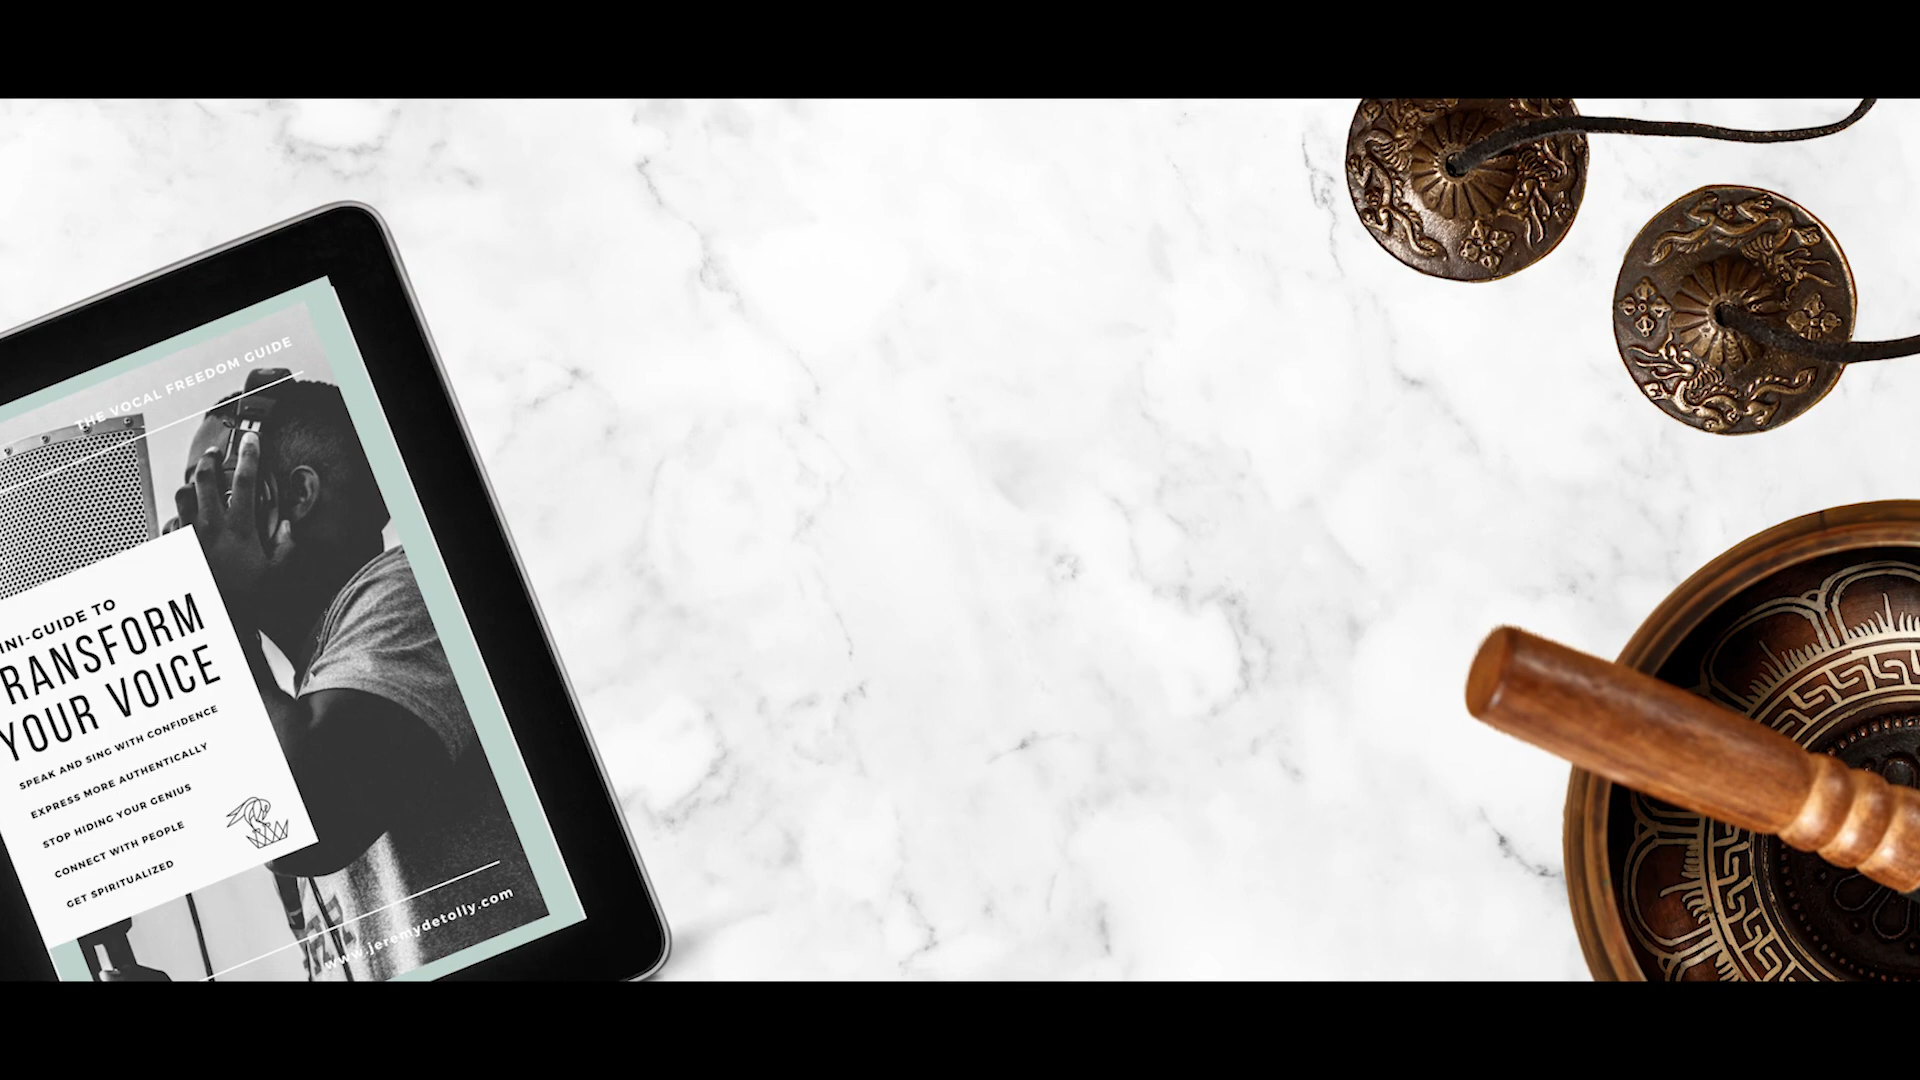 THE VOCAL FREEDOM GUIDE
INI-GUIDE TO
RANSFORM
YOUR VOICE
SPEAK AND SING WITH CONFIDENCE
EXPRESS MORE AUTHENTICALLY
STOP HIDING YOUR GENIUS
CONNECT WITH PEOPLE
GET SPIRITUALIZED
www.jeremydetolly.com